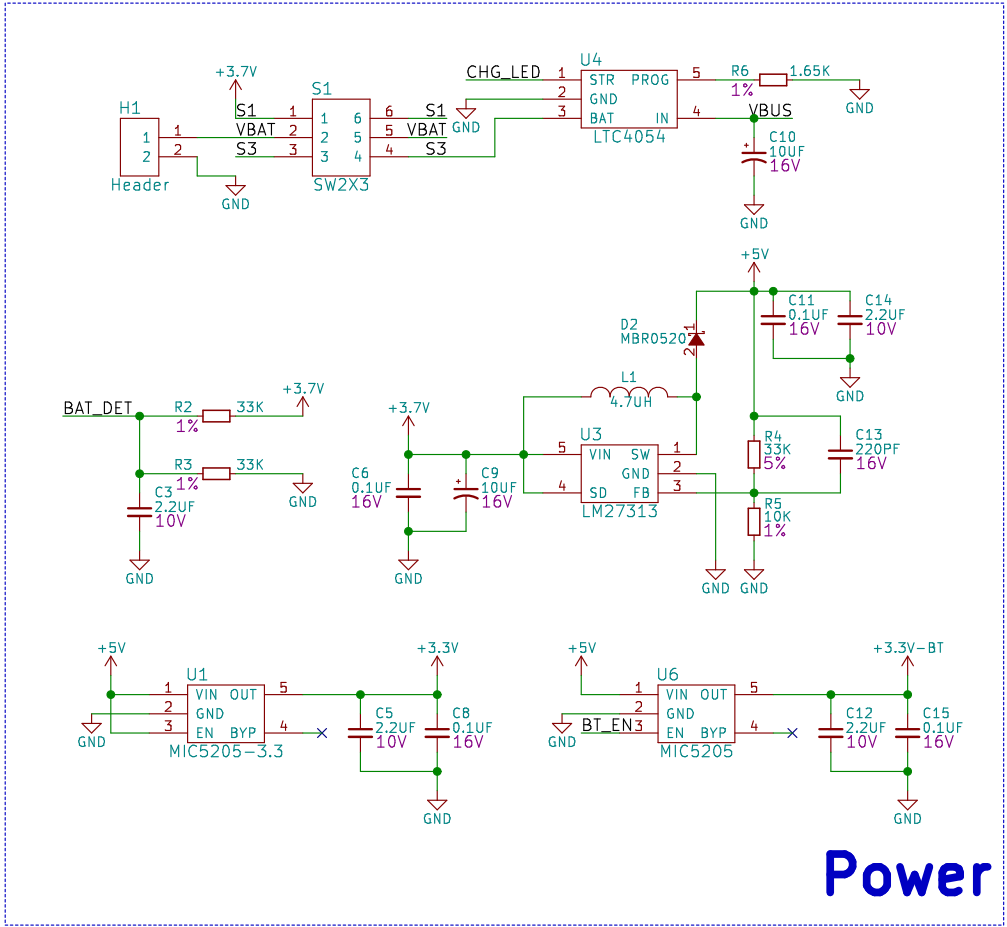 +3.7V
H1
1
2
1
2
Header
GND
S1
VBAT
S3
1
2
3
S1
1
2
3
6
5
4
6
5
4
SW2X3
S1
VBAT
S3
CHG_LED
GND
U4
1
2
3
STR
GND
BAT
PROG
IN
5
4
LTC4054
R6
1.65K
1%
GND
VBUS
C10
10UF
16V
GND
+5V
C11
0.1UF
16V
C14
2.2UF
10V
GND
D2
MBR0520
1
2
L1
4.7UH
BAT_DET
R2
33K
1%
+3.7V
R3
33K
1%
GND
C3
2.2UF
10V
GND
+3.7V
C6
0.1UF
16V
C9
10UF
16V
GND
U3
5
4
VIN
SD
SW
GND
FB
1
2
3
LM27313
GND
R4
33K
5%
C13
220PF
16V
R5
10K
1%
GND
+5V
GND
U1
1
2
3
VIN
GND
EN
OUT
BYP
5
4
MIC5205-3.3
+3.3V
C5
2.2UF
10V
C8
0.1UF
16V
GND
+5V
GND
BT_EN
U6
1
2
3
VIN
GND
EN
OUT
BYP
5
4
MIC5205
+3.3V-BT
C12
2.2UF
10V
C15
0.1UF
16V
GND
Power